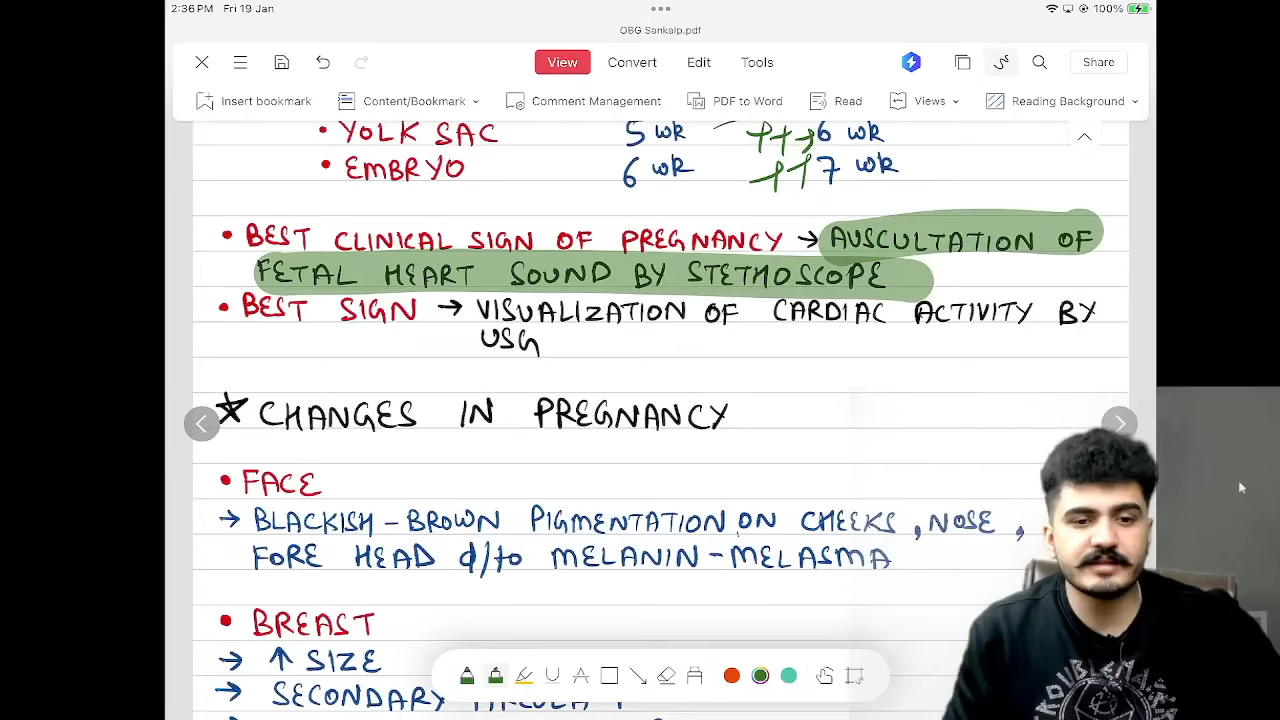 2:36 PM Fri 19 Jan
100%
OBG Sankalp.pdf
View Convert Edit Tools Share
Insert bookmark Content/Bookmark Comment Management PDF to Word Read Views Reading Background
• YOLK SAC 5 WK 6 WK
• EMBRYO 6 WK 7 WK
• BEST CLINICAL SIGN OF PREGNANCY → AUSCULTATION OF
FETAL HEART SOUND BY STETHOSCOPE
• BEST SIGN → VISUALIZATION OF CARDIAC ACTIVITY BY
USG
★ CHANGES IN PREGNANCY
• FACE
→ BLACKISH - BROWN PIGMENTATION ON CHEEKS, NOSE,
FORE HEAD d/to MELANIN - MELASMA
• BREAST
→ ↑ SIZE
→ SECONDARY